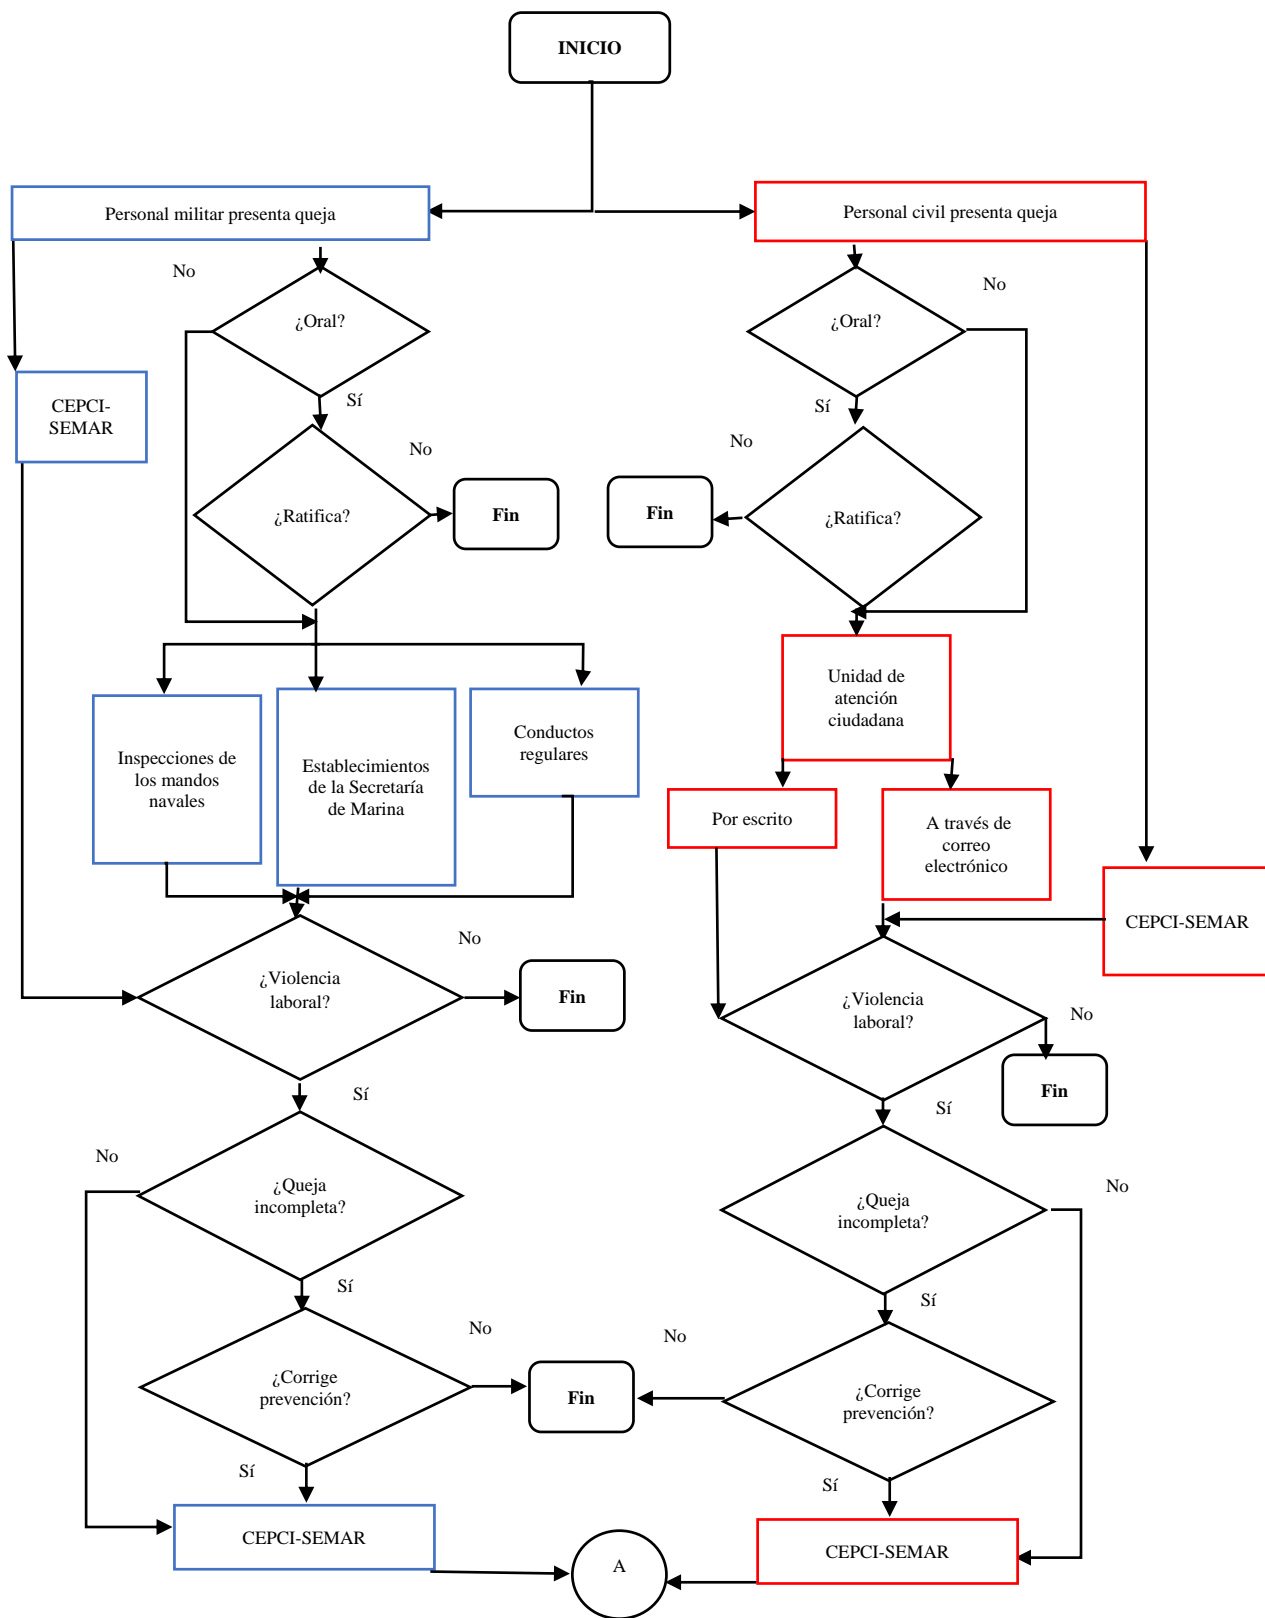 INICIO
Personal militar presenta queja
Personal civil presenta queja
No
No
¿Oral?
¿Oral?
CEPCI-
SEMAR
Sí
Sí
No
No
¿Ratifica?
Fin
Fin
¿Ratifica?
Inspecciones de
los mandos
navales
Establecimientos
de la Secretaría
de Marina
Conductos
regulares
Unidad de
atención
ciudadana
Por escrito
A través de
correo
electrónico
CEPCI-SEMAR
¿Violencia
laboral?
No
Fin
¿Violencia
laboral?
No
Fin
Sí
Sí
No
¿Queja
incompleta?
¿Queja
incompleta?
No
Sí
Sí
¿Corrige
prevención?
No
Fin
No
¿Corrige
prevención?
Sí
Sí
CEPCI-SEMAR
A
CEPCI-SEMAR